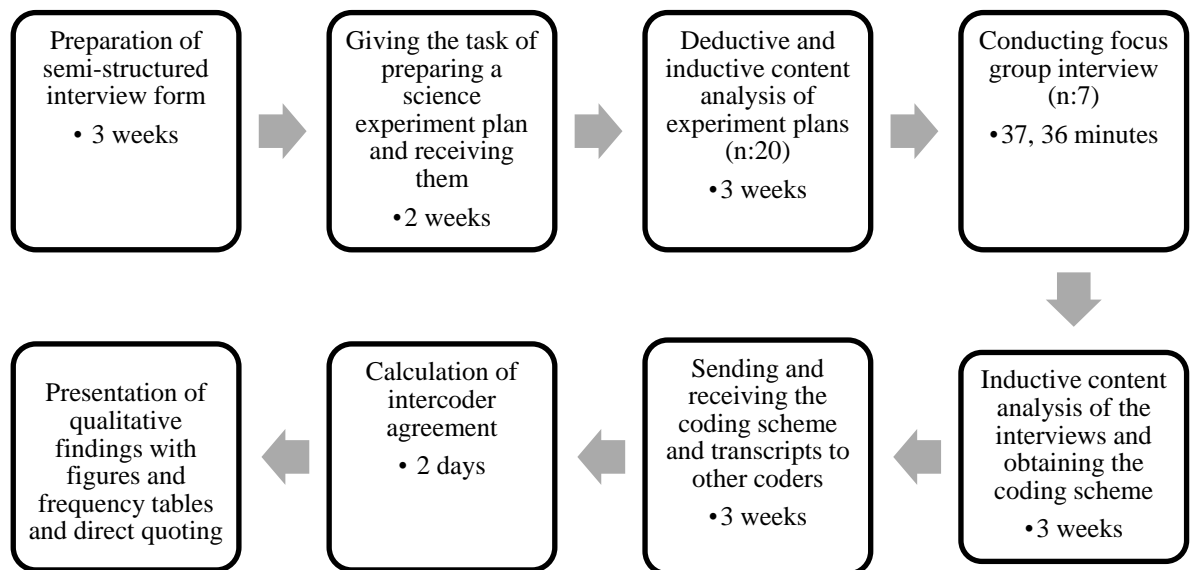 Preparation of
semi-structured
interview form
• 3 weeks
Giving the task of
preparing a
science
experiment plan
and receiving
them
• 2 weeks
Deductive and
inductive content
analysis of
experiment plans
(n:20)
• 3 weeks
Conducting focus
group interview
(n:7)
• 37, 36 minutes
Inductive content
analysis of the
interviews and
obtaining the
coding scheme
• 3 weeks
Sending and
receiving the
coding scheme
and transcripts to
other coders
• 3 weeks
Calculation of
intercoder
agreement
• 2 days
Presentation of
qualitative
findings with
figures and
frequency tables
and direct quoting